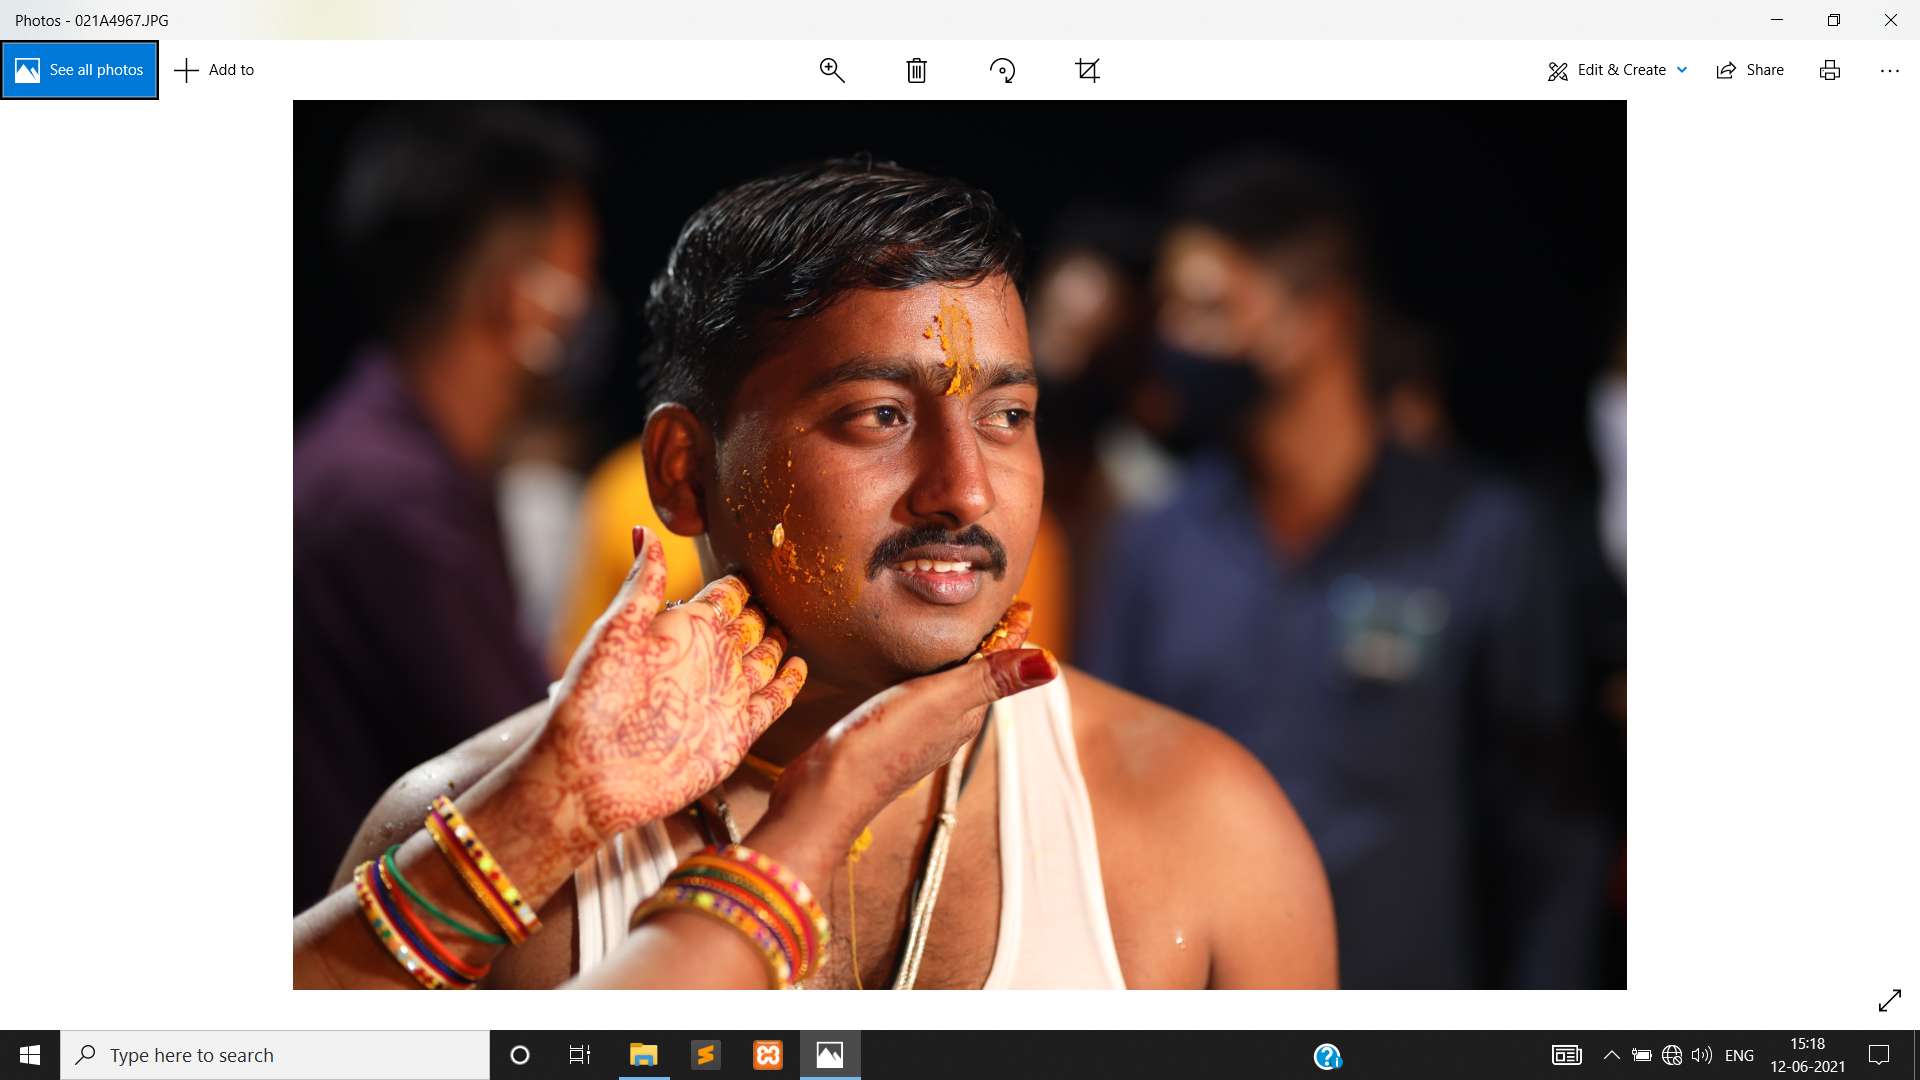 Photos - 021A4967.JPG
See all photos
Add to
Edit & Create
Share
Type here to search
ENG
15:18
12-06-2021